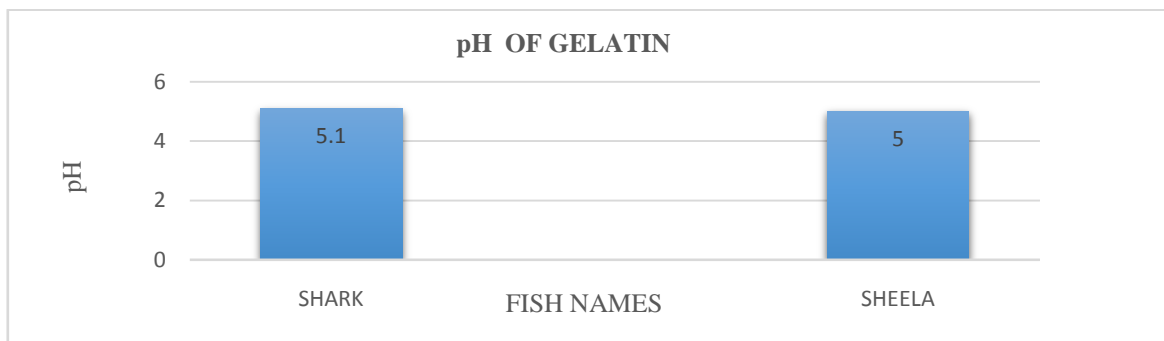 pH OF GELATIN
pH
6
4
2
0
5.1
5
SHARK
FISH NAMES
SHEELA